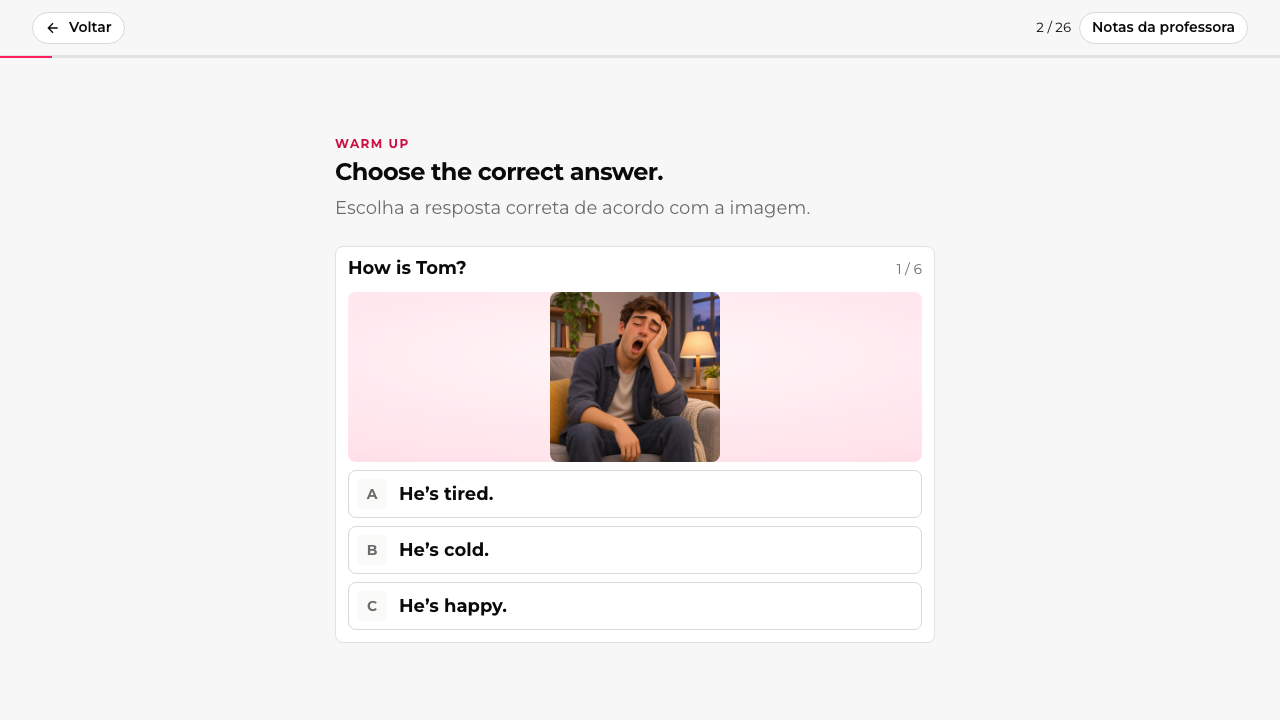 Voltar
2 / 26
Notas da professora
WARM UP
Choose the correct answer.
Escolha a resposta correta de acordo com a imagem.
How is Tom?
1 / 6
A He’s tired.
B He’s cold.
C He’s happy.